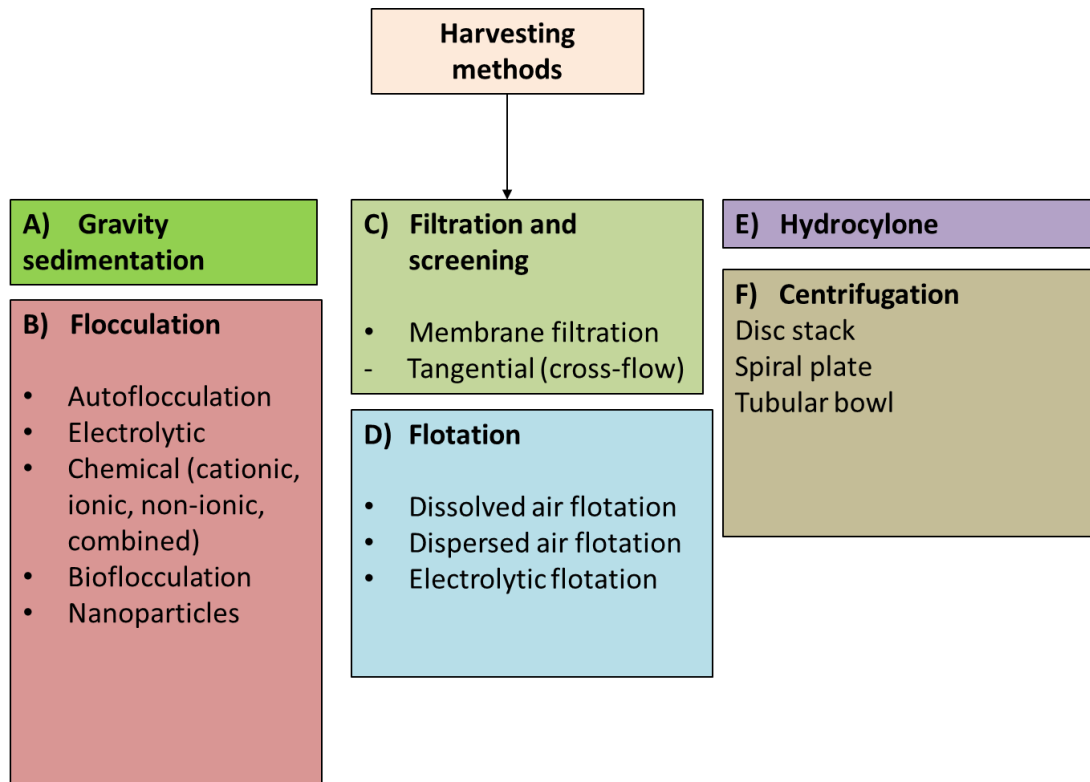 Harvesting
methods
A) Gravity
sedimentation
B) Flocculation
• Autoflocculation
• Electrolytic
• Chemical (cationic,
ionic, non-ionic,
combined)
• Bioflocculation
• Nanoparticles
C) Filtration and
screening
• Membrane filtration
- Tangential (cross-flow)
D) Flotation
• Dissolved air flotation
• Dispersed air flotation
• Electrolytic flotation
E) Hydrocylone
F) Centrifugation
Disc stack
Spiral plate
Tubular bowl